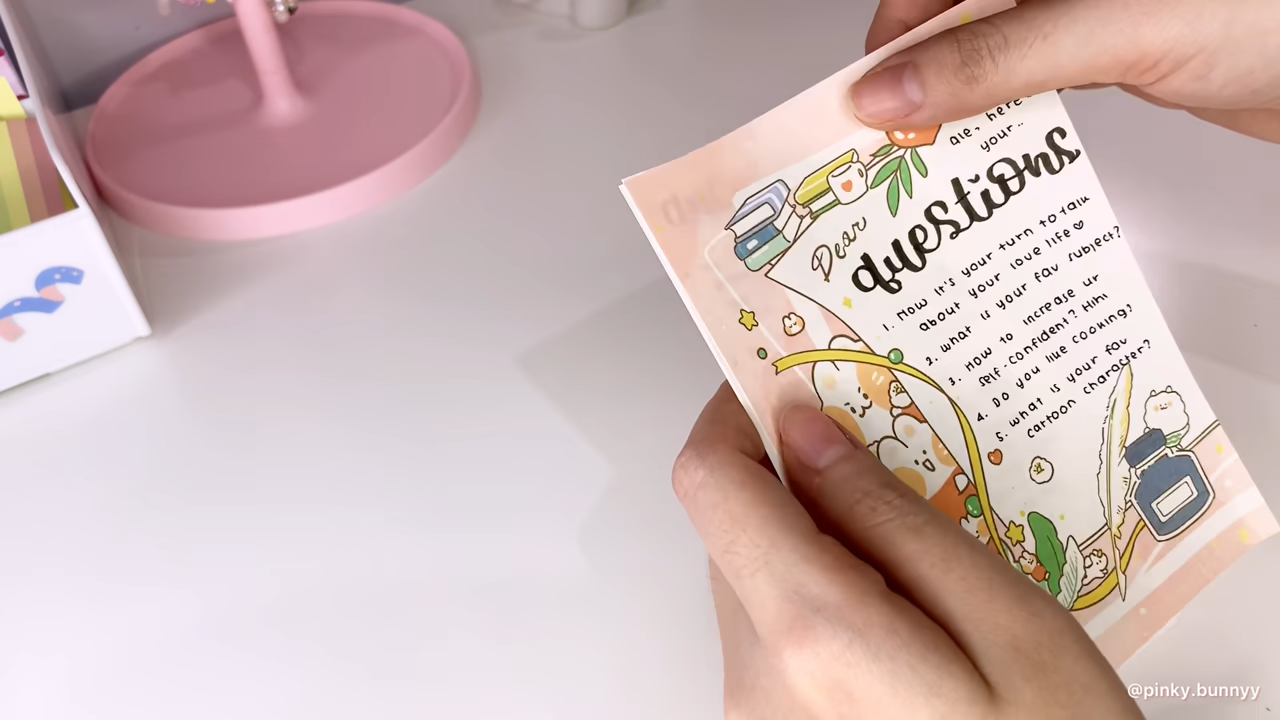 here
your..
Dear
questions
1. Now it's your turn to talk
about your love life ♡
2. what is your fav subject?
3. How to increase ur
self-confident? Hihi
4. Do you like cooking?
5. what is your fav
cartoon character?
@pinky.bunnyy